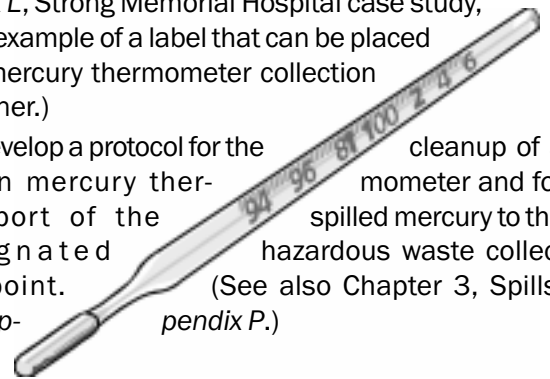 L, Strong Memorial Hospital case study,
example of a label that can be placed
mercury thermometer collection
ner.)
velop a protocol for the cleanup of
n mercury ther- mometer and fo
port of the spilled mercury to th
gnated hazardous waste collec
point. (See also Chapter 3, Spills
p- pendix P.)
94 96 100 2 4 6